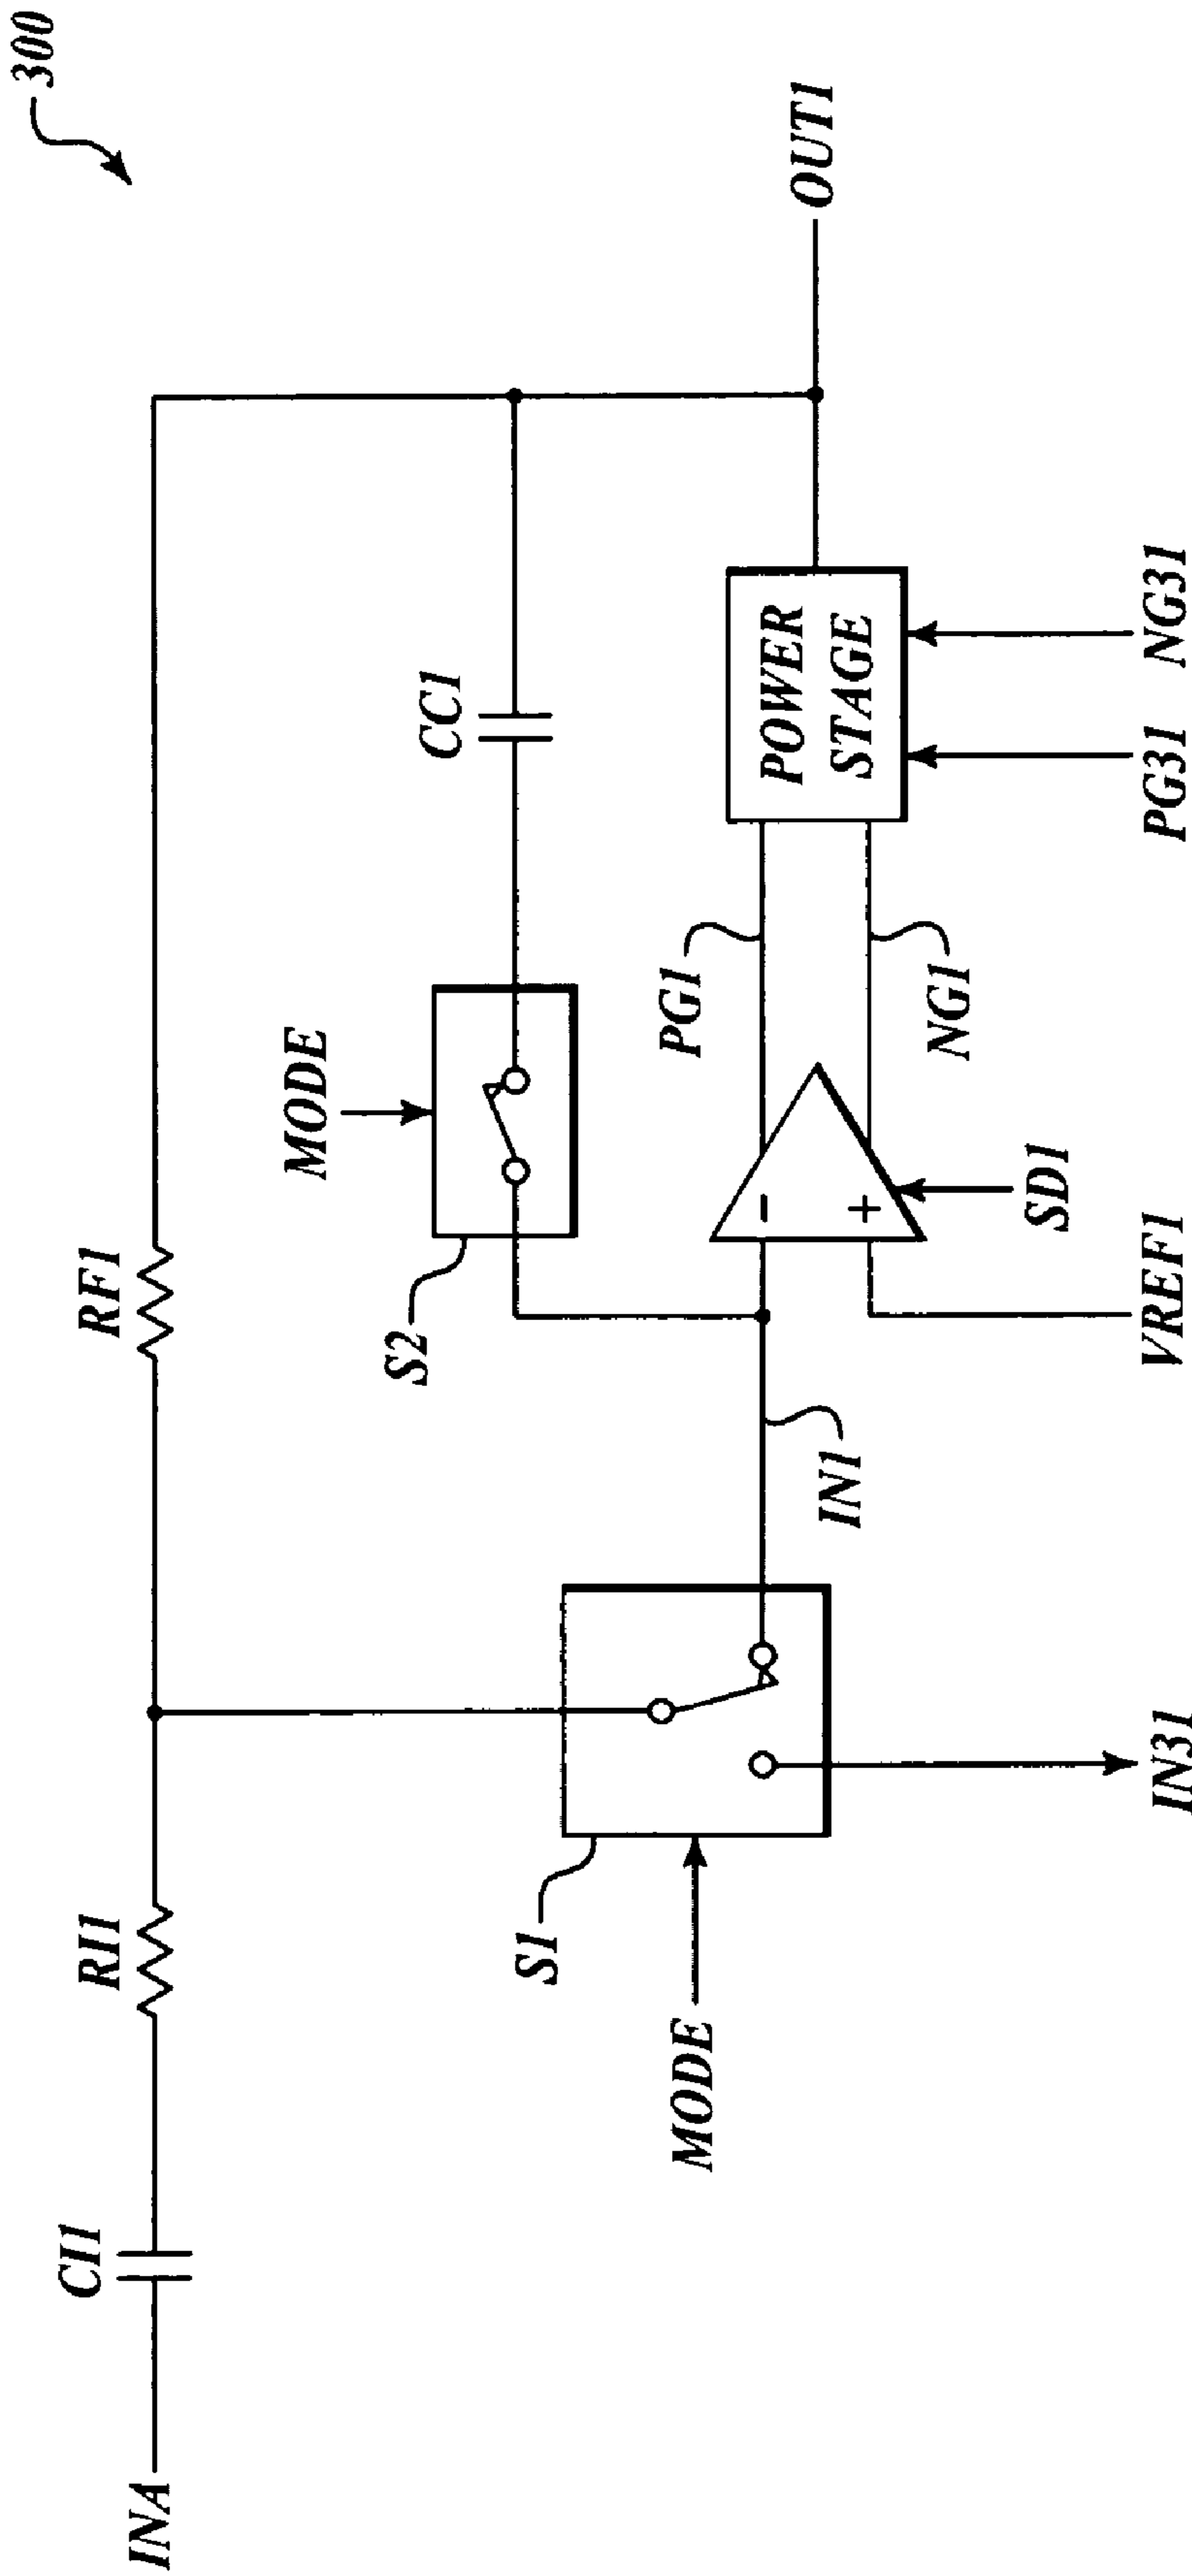 300
INA
CI1
RI1
RF1
MODE
S2
CC1
S1
MODE
IN1
PG1
NG1
POWER
STAGE
OUT1
SD1
VREF1
IN31
PG31
NG31
−
+